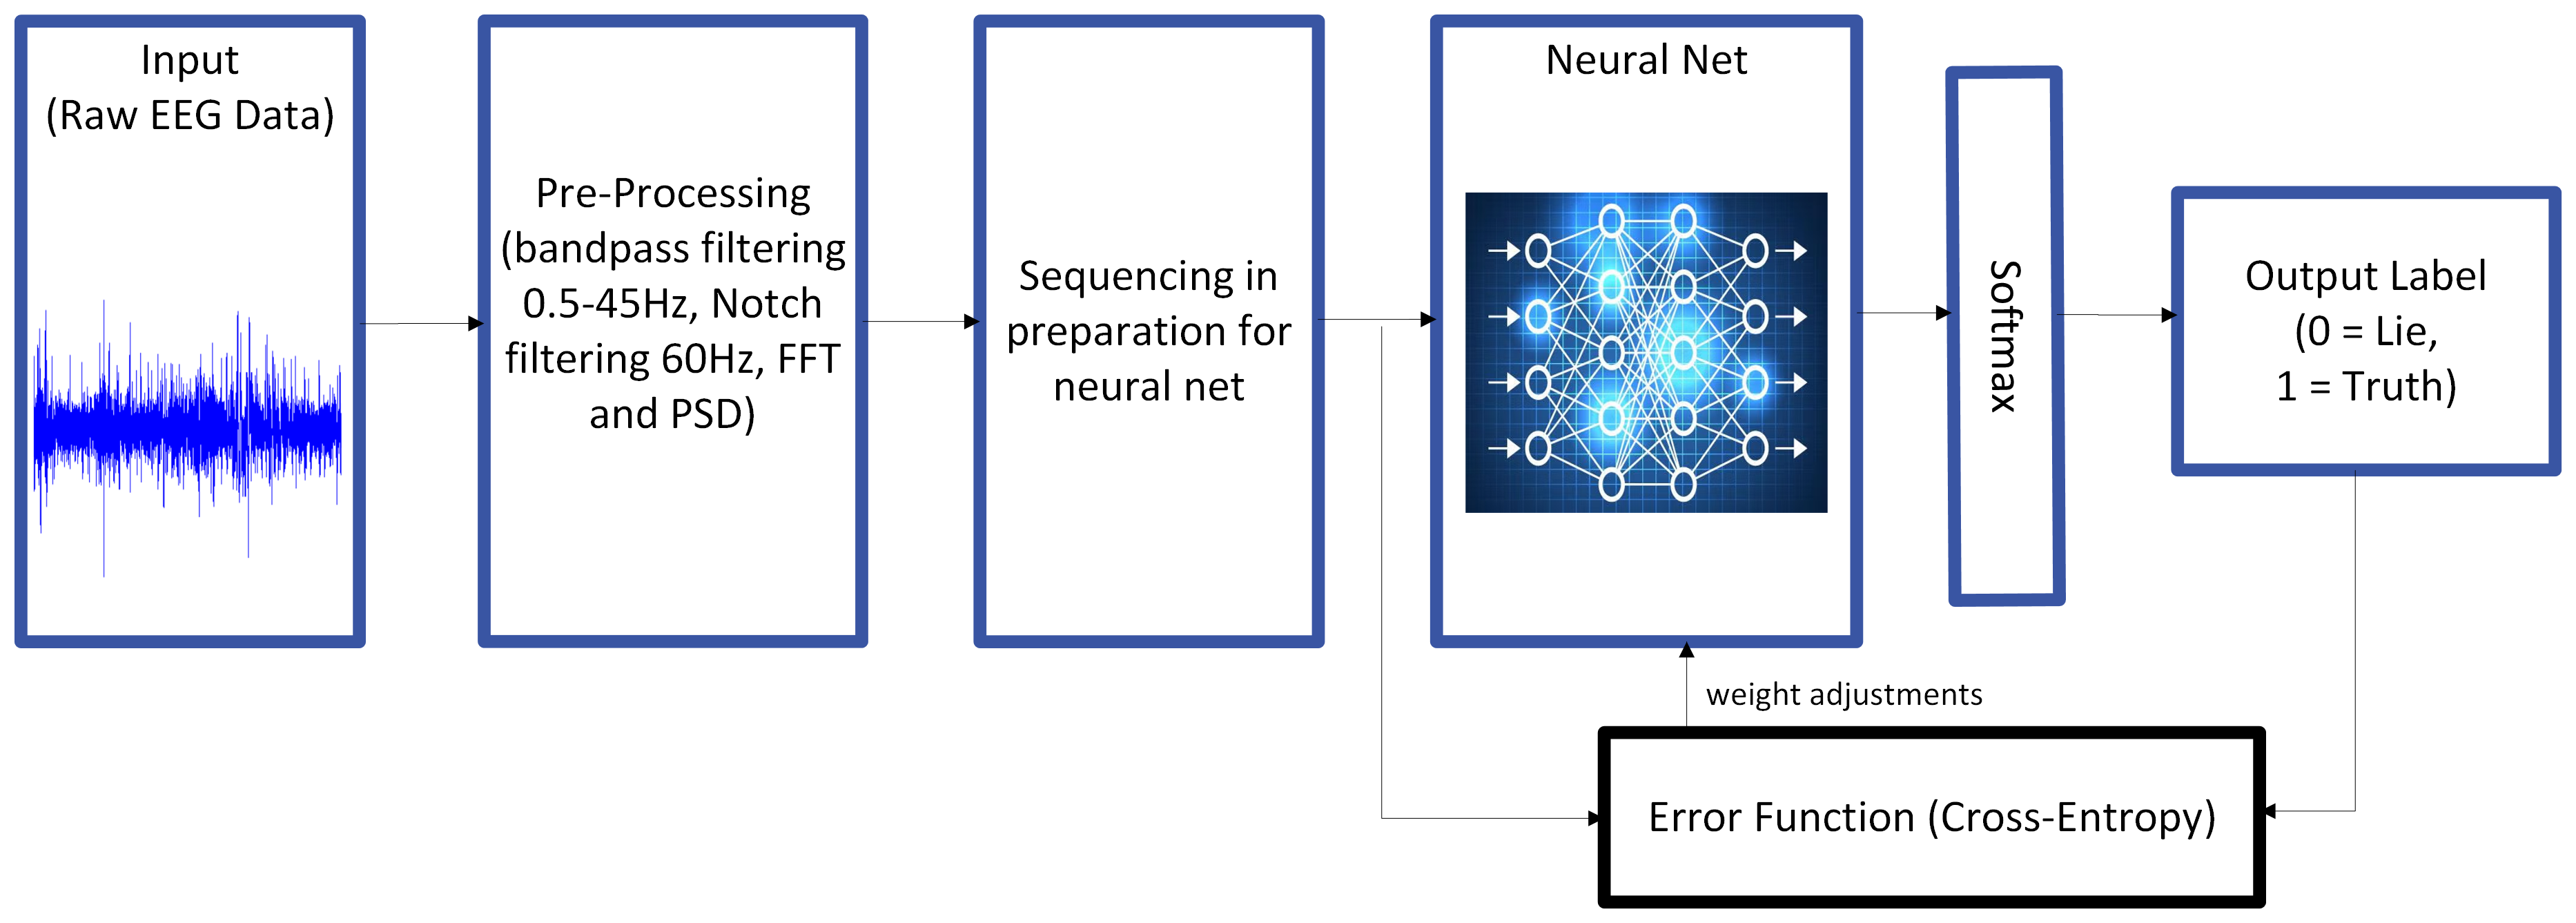 Input
(Raw EEG Data)
Pre-Processing
(bandpass filtering
0.5-45Hz, Notch
filtering 60Hz, FFT
and PSD)
Sequencing in
preparation for
neural net
Neural Net
Softmax
Output Label
(0 = Lie,
1 = Truth)
weight adjustments
Error Function (Cross-Entropy)